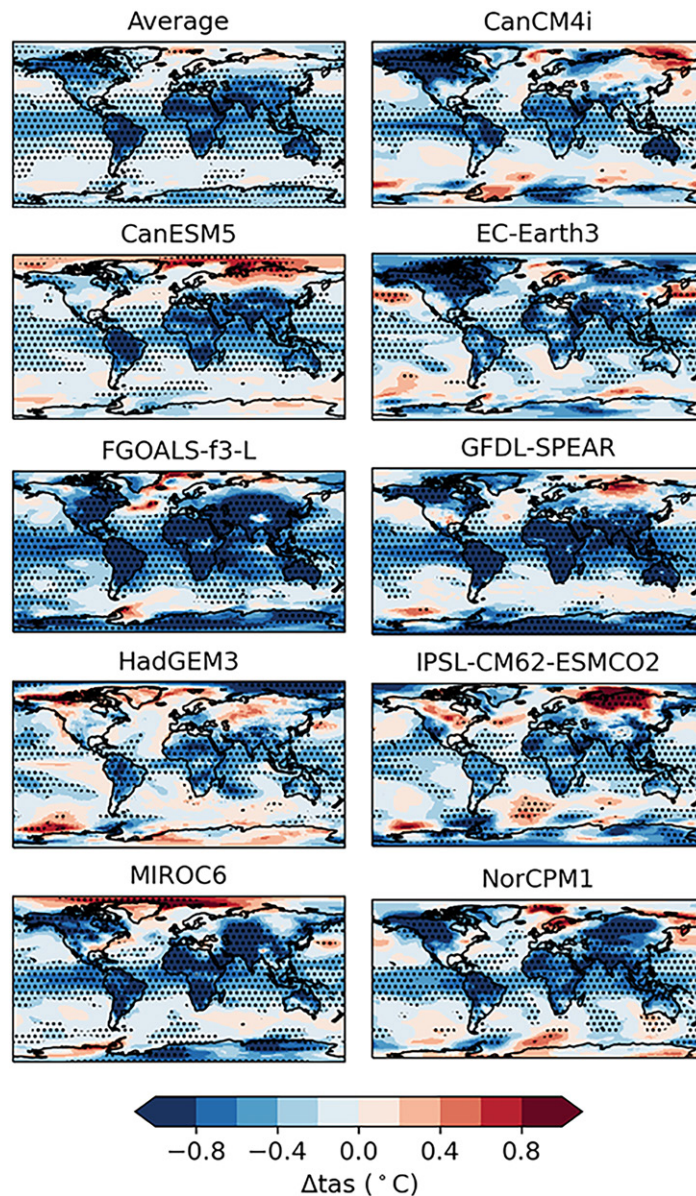 Average
CanCM4i
CanESM5
EC-Earth3
FGOALS-f3-L
GFDL-SPEAR
HadGEM3
IPSL-CM62-ESMCO2
MIROC6
NorCPM1
−0.8 −0.4 0.0 0.4 0.8
Δtas (°C)